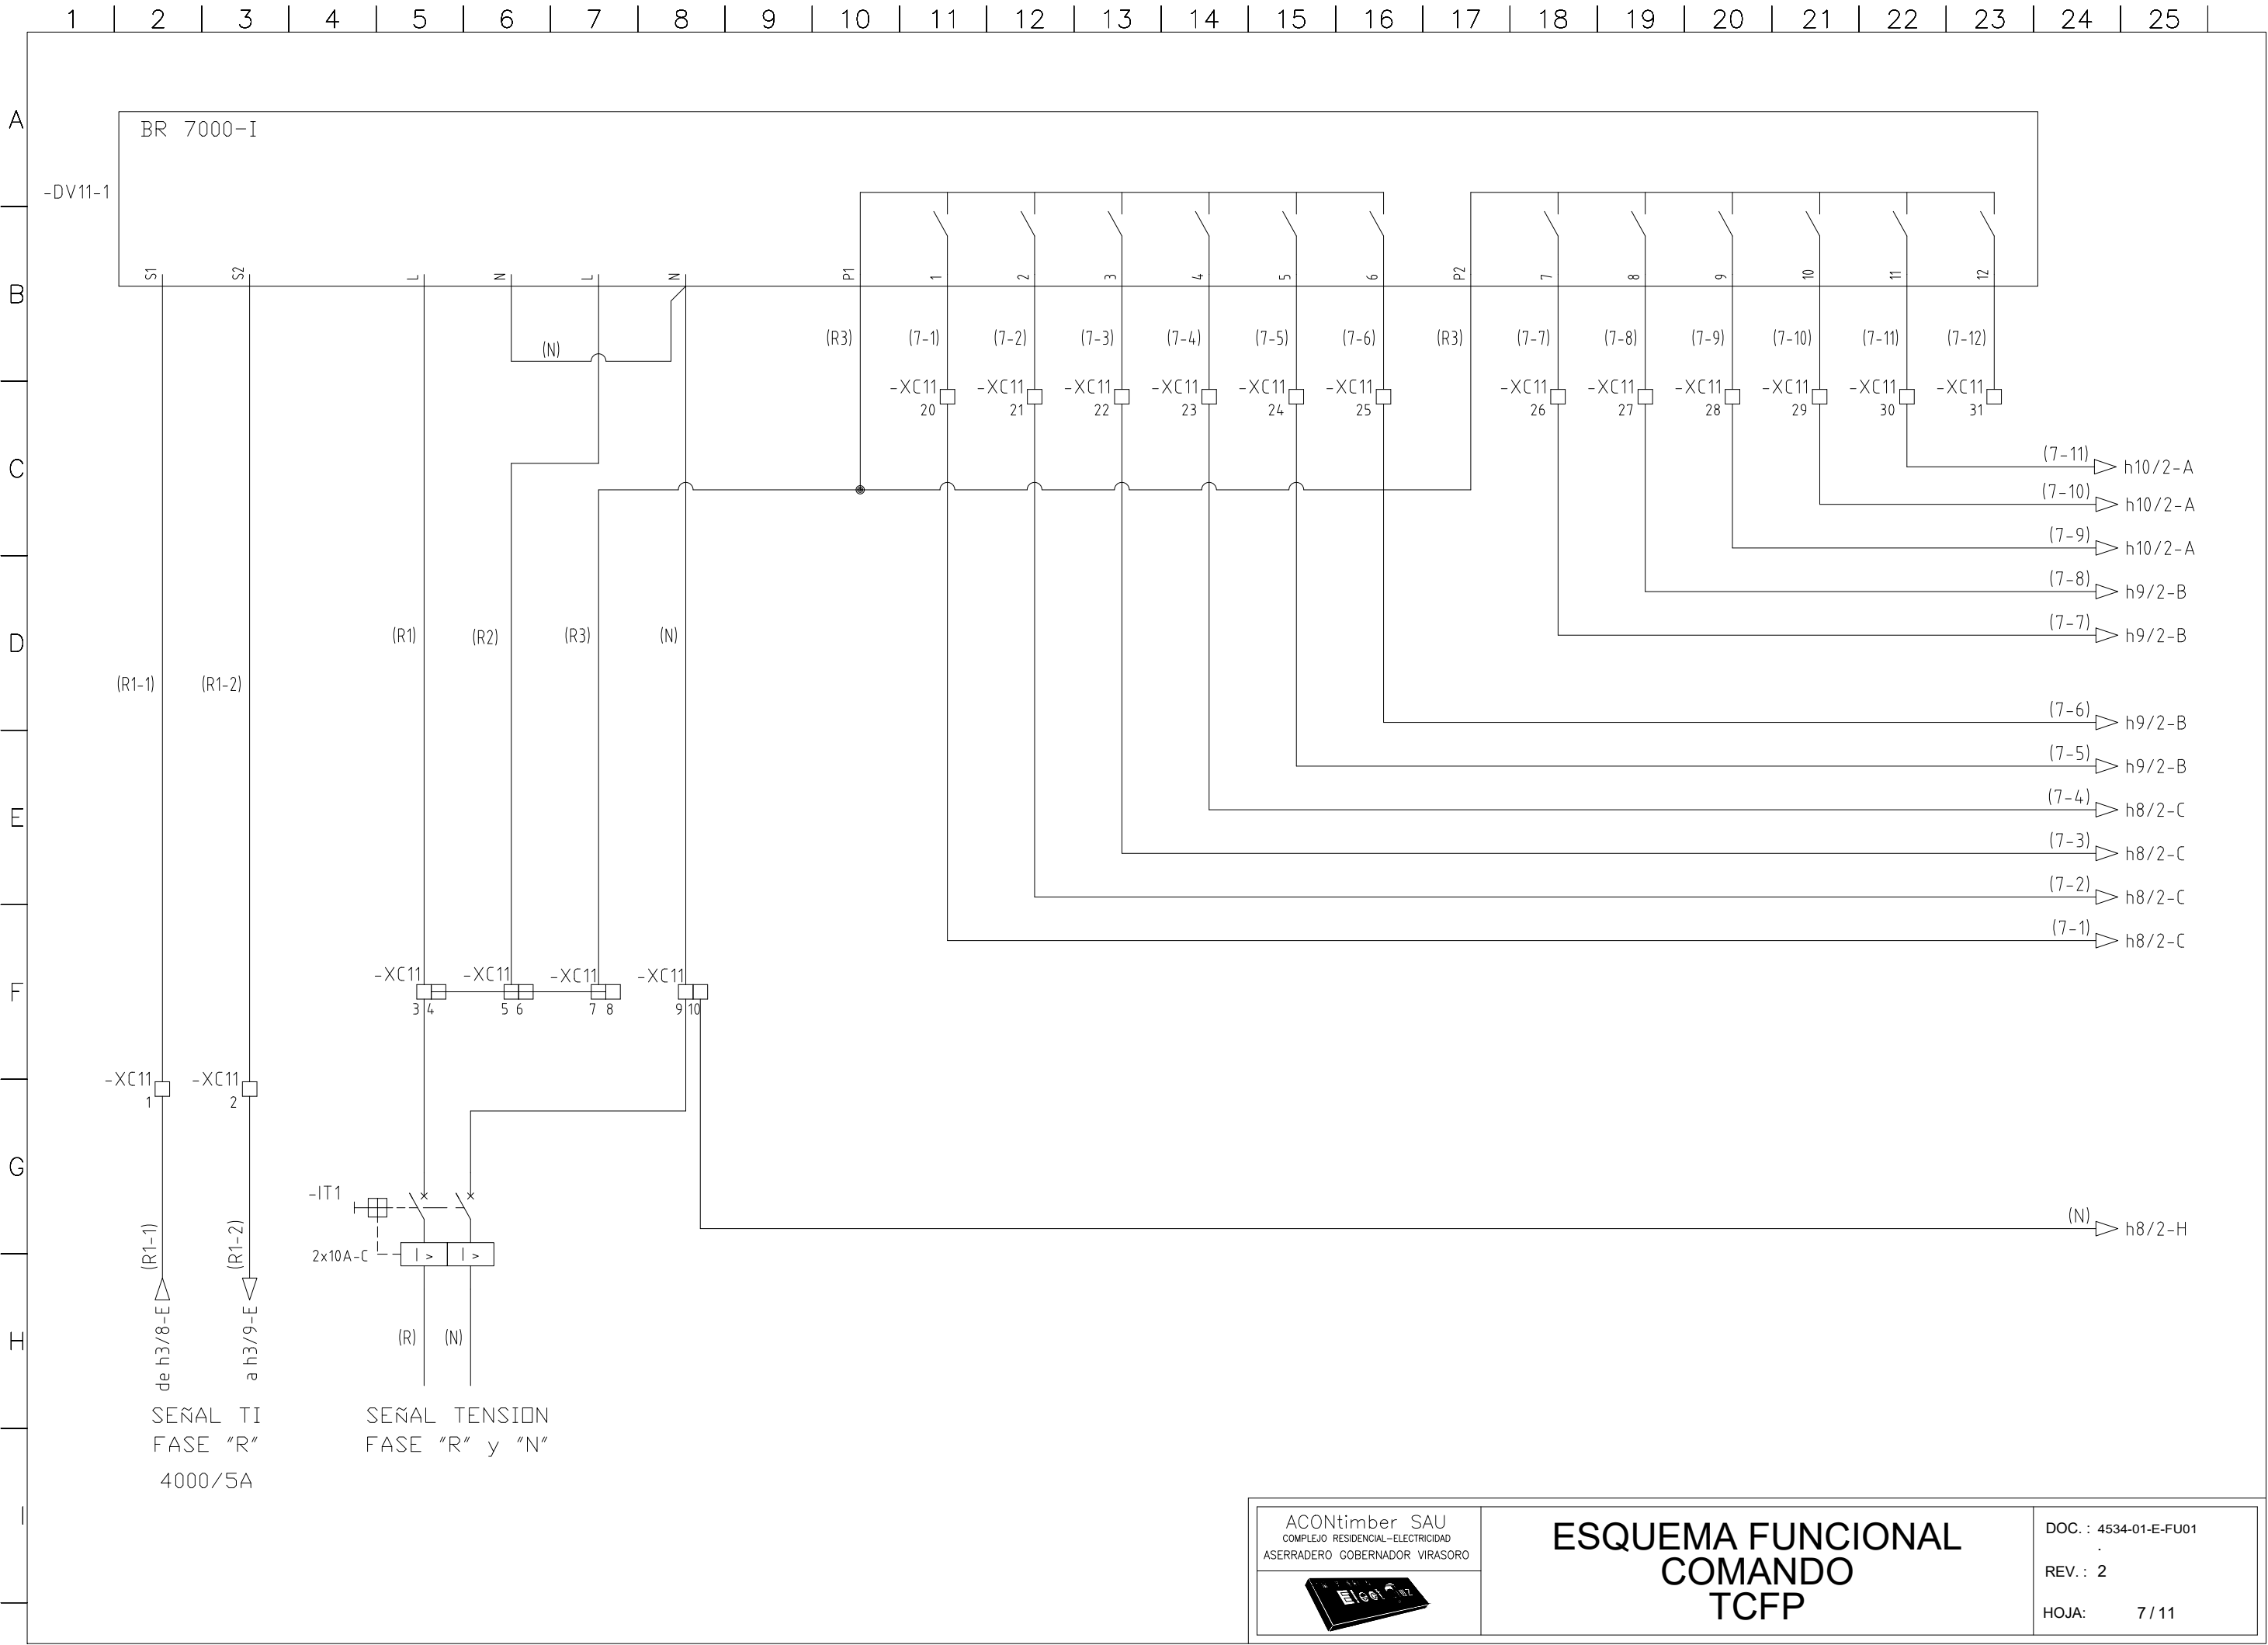 1 2 3 4 5 6 7 8 9 10 11 12 13 14 15 16 17 18 19 20 21 22 23 24 25
A
BR 7000-I
-DV11-1
B
S1 S2 L N L N P1 1 2 3 4 5 6 P2 7 8 9 10 11 12
(N)
(R3) (7-1) (7-2) (7-3) (7-4) (7-5) (7-6) (R3) (7-7) (7-8) (7-9) (7-10) (7-11) (7-12)
-XC11 -XC11 -XC11 -XC11 -XC11 -XC11 -XC11 -XC11 -XC11 -XC11 -XC11 -XC11
20 21 22 23 24 25 26 27 28 29 30 31
C
(7-11) h10/2-A
(7-10) h10/2-A
(7-9) h10/2-A
(7-8) h9/2-B
D
(R1) (R2) (R3) (N)
(7-7) h9/2-B
(R1-1) (R1-2)
(7-6) h9/2-B
(7-5) h9/2-B
E
(7-4) h8/2-C
(7-3) h8/2-C
(7-2) h8/2-C
(7-1) h8/2-C
F
-XC11 -XC11 -XC11 -XC11
3 4 5 6 7 8 9 10
-XC11 -XC11
1 2
G
-IT1
(R1-1) (R1-2)
(N) h8/2-H
2x10A-C I > I >
H
de h3/8-E a h3/9-E
(R) (N)
SEÑAL TI
FASE "R"
4000/5A
SEÑAL TENSION
FASE "R" y "N"
I
ACONtimber SAU
COMPLEJO RESIDENCIAL-ELECTRICIDAD
ASERRADERO GOBERNADOR VIRASORO
ESQUEMA FUNCIONAL
COMANDO
TCFP
DOC. : 4534-01-E-FU01
.
REV. : 2
HOJA: 7 / 11